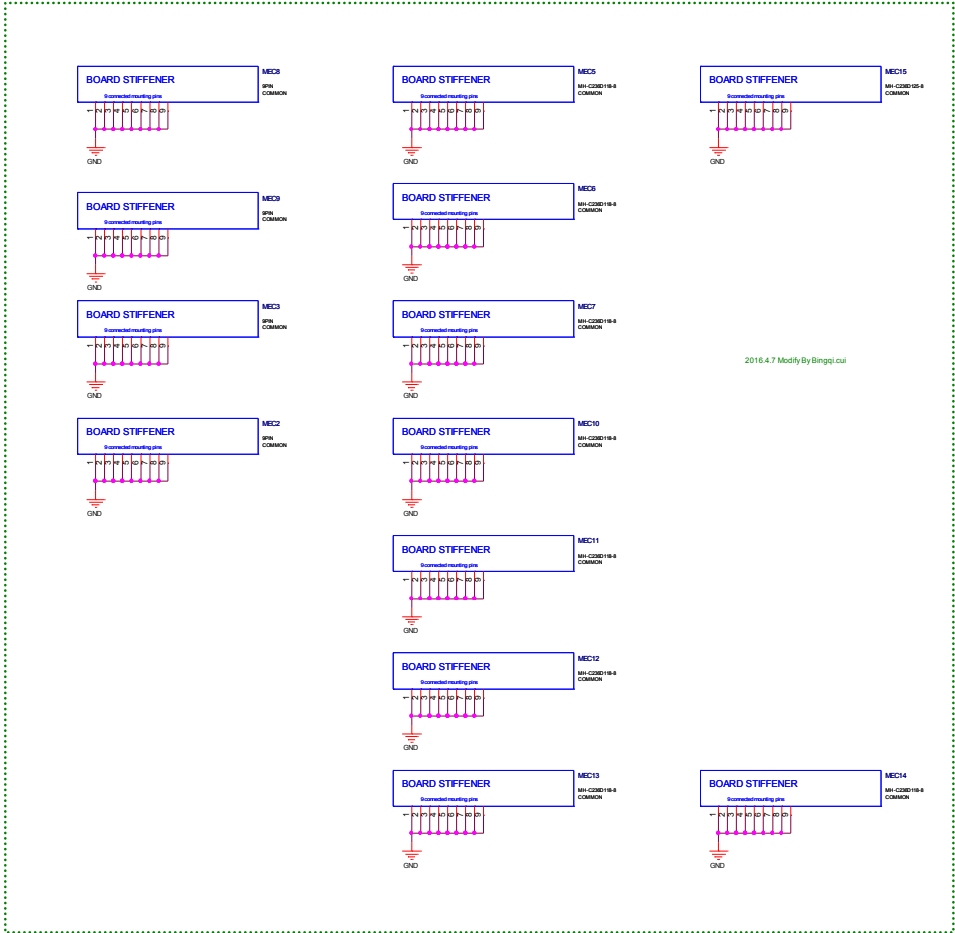 BOARD STIFFENER
9 connected mounting pins
MEC8
9PIN
COMMON
1 2 3 4 5 6 7 8 9
GND
BOARD STIFFENER
9 connected mounting pins
MEC5
MH-C236D118-8
COMMON
1 2 3 4 5 6 7 8 9
GND
BOARD STIFFENER
9 connected mounting pins
MEC15
MH-C236D125-8
COMMON
1 2 3 4 5 6 7 8 9
GND
BOARD STIFFENER
9 connected mounting pins
MEC9
9PIN
COMMON
1 2 3 4 5 6 7 8 9
GND
BOARD STIFFENER
9 connected mounting pins
MEC6
MH-C236D118-8
COMMON
1 2 3 4 5 6 7 8 9
GND
BOARD STIFFENER
9 connected mounting pins
MEC3
9PIN
COMMON
1 2 3 4 5 6 7 8 9
GND
BOARD STIFFENER
9 connected mounting pins
MEC7
MH-C236D118-8
COMMON
1 2 3 4 5 6 7 8 9
GND
2016.4.7 Modify By Bingqi.cui
BOARD STIFFENER
9 connected mounting pins
MEC2
9PIN
COMMON
1 2 3 4 5 6 7 8 9
GND
BOARD STIFFENER
9 connected mounting pins
MEC10
MH-C236D118-8
COMMON
1 2 3 4 5 6 7 8 9
GND
BOARD STIFFENER
9 connected mounting pins
MEC11
MH-C236D118-8
COMMON
1 2 3 4 5 6 7 8 9
GND
BOARD STIFFENER
9 connected mounting pins
MEC12
MH-C236D118-8
COMMON
1 2 3 4 5 6 7 8 9
GND
BOARD STIFFENER
9 connected mounting pins
MEC13
MH-C236D118-8
COMMON
1 2 3 4 5 6 7 8 9
GND
BOARD STIFFENER
9 connected mounting pins
MEC14
MH-C236D118-8
COMMON
1 2 3 4 5 6 7 8 9
GND